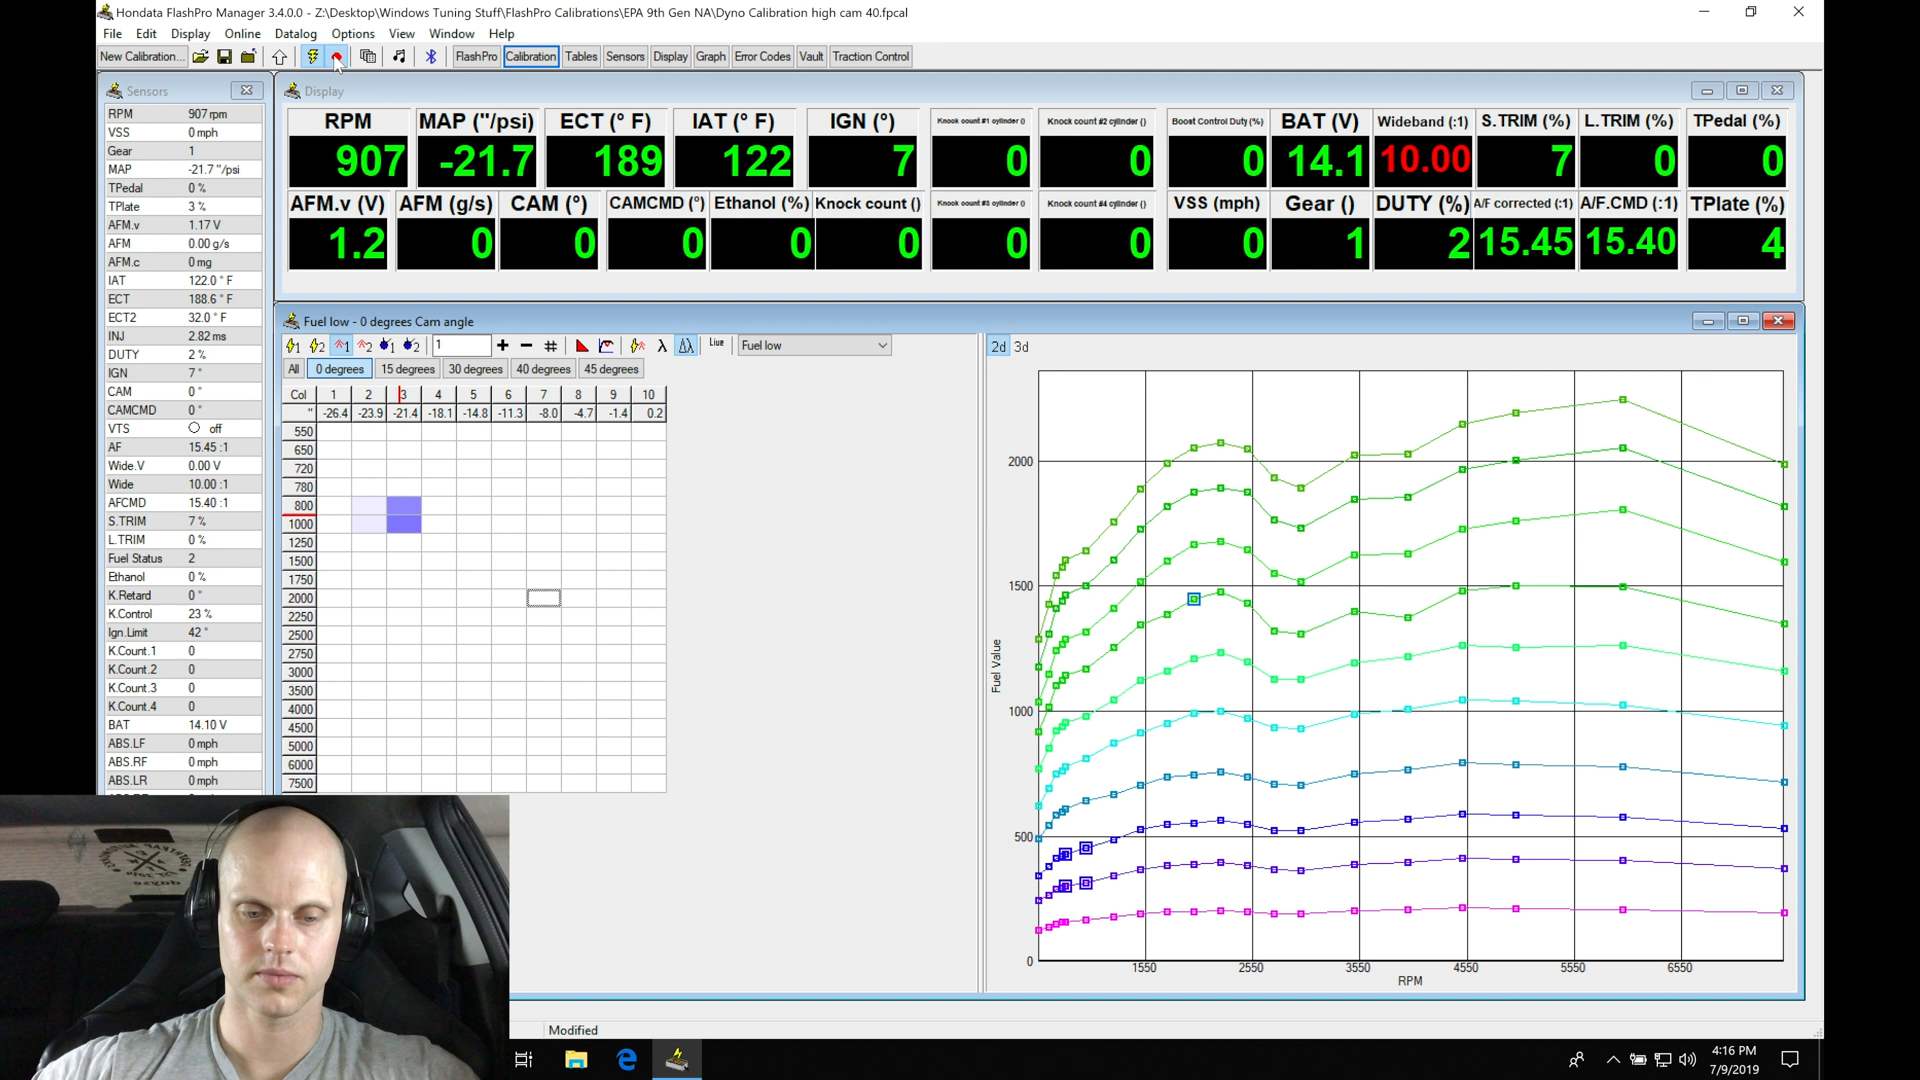 Hondata FlashPro Manager 3.4.0.0 - Z:\Desktop\Windows Tuning Stuff\FlashPro Calibrations\EPA 9th Gen NA\Dyno Calibration high cam 40.fpcal
File Edit Display Online Datalog Options View Window Help
New Calibration... FlashPro Calibration Tables Sensors Display Graph Error Codes Vault Traction Control
Sensors
RPM 907 rpm
VSS 0 mph
Gear 1
MAP -21.7 "/psi
TPedal 0 %
TPlate 3 %
AFM.v 1.17 V
AFM 0.00 g/s
AFM.c 0 mg
IAT 122.0 ° F
ECT 188.6 ° F
ECT2 32.0 ° F
INJ 2.82 ms
DUTY 2 %
IGN 7 °
CAM 0 °
CAMCMD 0 °
VTS off
AF 15.45 :1
Wide.V 0.00 V
Wide 10.00 :1
AFCMD 15.40 :1
S.TRIM 7 %
L.TRIM 0 %
Fuel Status 2
Ethanol 0 %
K.Retard 0 °
K.Control 23 %
Ign.Limit 42 °
K.Count.1 0
K.Count.2 0
K.Count.3 0
K.Count.4 0
BAT 14.10 V
ABS.LF 0 mph
ABS.RF 0 mph
ABS.LR 0 mph
Display
RPM MAP ("/psi) ECT (° F) IAT (° F) IGN (°) Knock count #1 cylinder () Knock count #2 cylinder () Boost Control Duty (%) BAT (V) Wideband (:1) S.TRIM (%) L.TRIM (%) TPedal (%)
907 -21.7 189 122 7 0 0 0 14.1 10.00 7 0 0
AFM.v (V) AFM (g/s) CAM (°) CAMCMD (°) Ethanol (%) Knock count () Knock count #3 cylinder () Knock count #4 cylinder () VSS (mph) Gear () DUTY (%) A/F corrected (:1) A/F.CMD (:1) TPlate (%)
1.2 0 0 0 0 0 0 0 0 1 2 15.45 15.40 4
Fuel low - 0 degrees Cam angle
1 2 1 2 1 2 1 + - # λ Δλ Live Fuel low
All 0 degrees 15 degrees 30 degrees 40 degrees 45 degrees
Col 1 2 3 4 5 6 7 8 9 10
" -26.4 -23.9 -21.4 -18.1 -14.8 -11.3 -8.0 -4.7 -1.4 0.2
550
650
720
780
800
1000
1250
1500
1750
2000
2250
2500
2750
3000
3500
4000
4500
5000
6000
7500
2d 3d
2000
1500
1000
500
0
Fuel Value
1550 2550 3550 4550 5550 6550
RPM
Modified
4:16 PM
7/9/2019